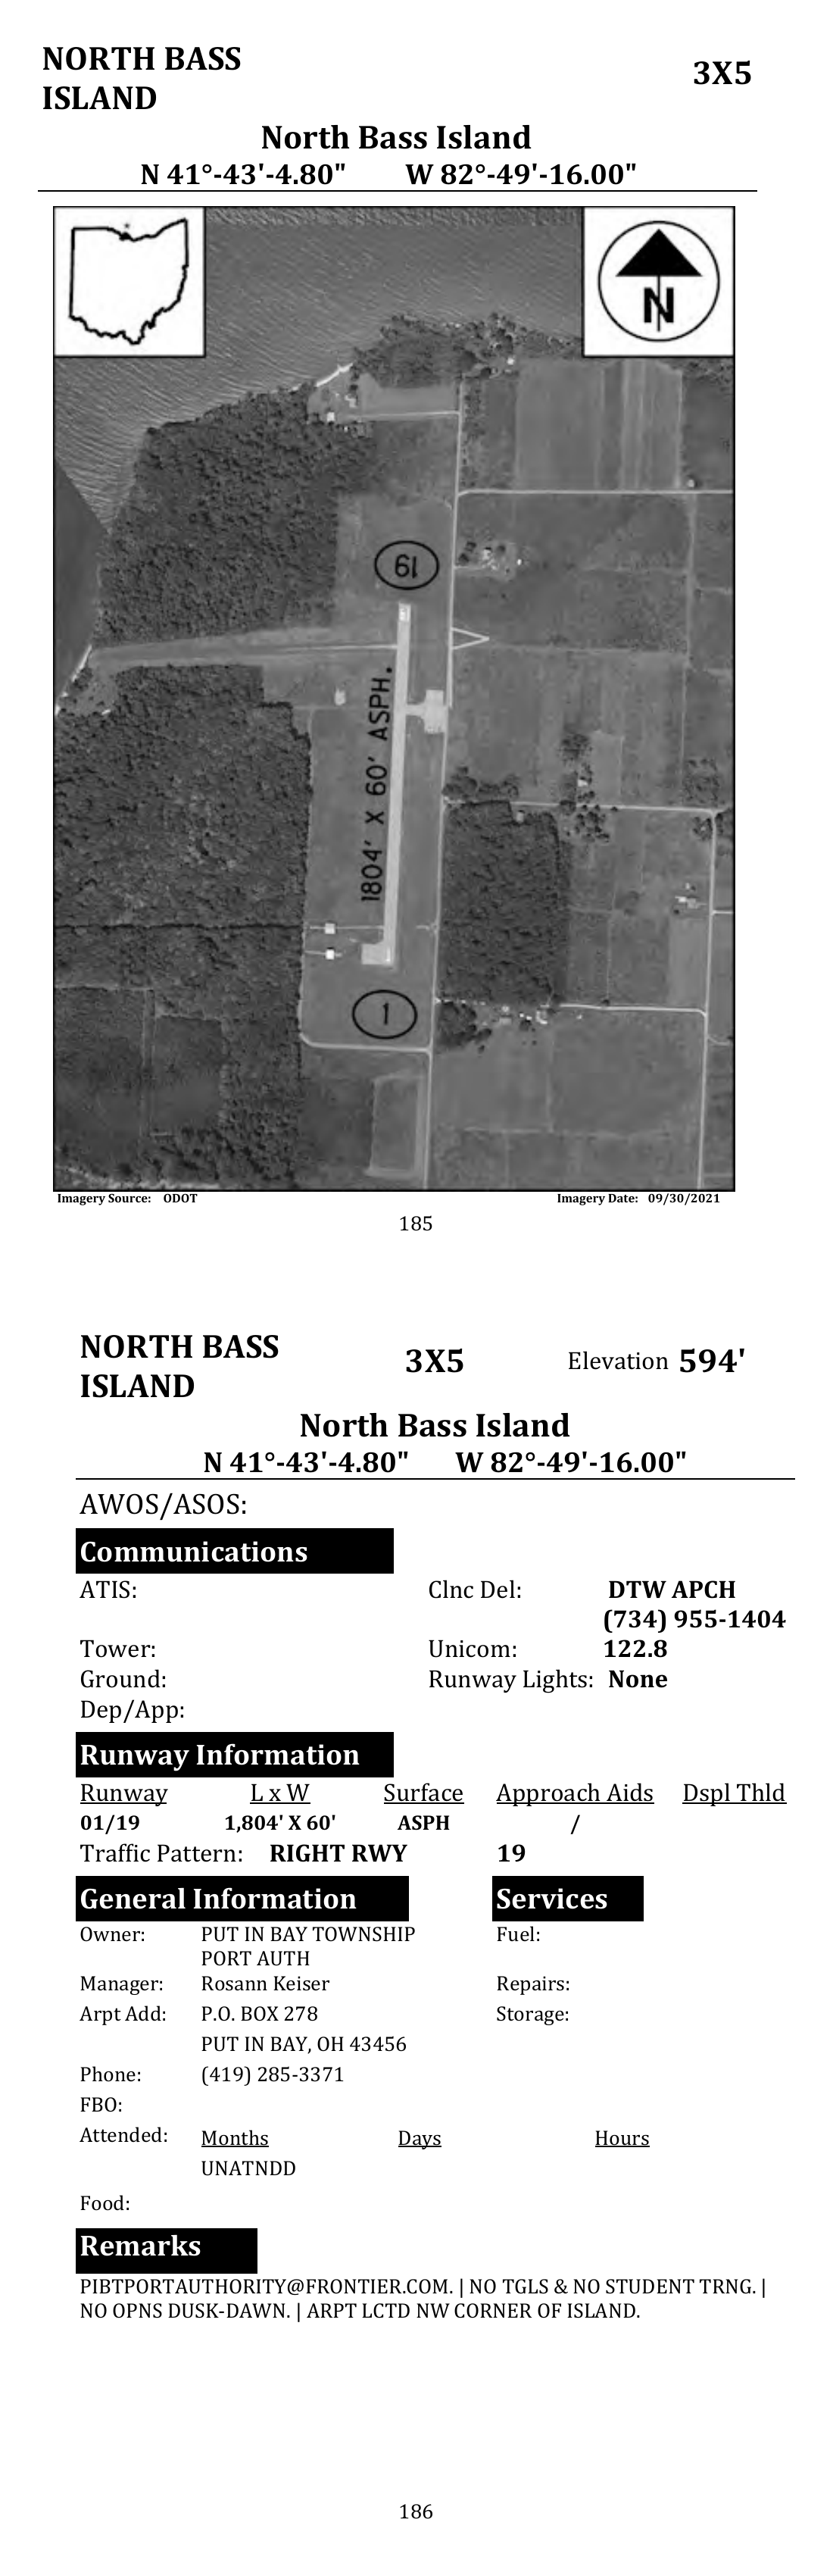 NORTH BASS
ISLAND
3X5
North Bass Island
N 41°-43'-4.80" W 82°-49'-16.00"
N
19
1804' X 60' ASPH.
1
Imagery Source: ODOT Imagery Date: 09/30/2021
185
NORTH BASS
ISLAND
3X5 Elevation 594'
North Bass Island
N 41°-43'-4.80" W 82°-49'-16.00"
AWOS/ASOS:
Communications
ATIS: Clnc Del: DTW APCH
(734) 955-1404
Tower: Unicom: 122.8
Ground: Runway Lights: None
Dep/App:
Runway Information
Runway L x W Surface Approach Aids Dspl Thld
01/19 1,804' X 60' ASPH /
Traffic Pattern: RIGHT RWY 19
General Information Services
Owner: PUT IN BAY TOWNSHIP Fuel:
PORT AUTH
Manager: Rosann Keiser Repairs:
Arpt Add: P.O. BOX 278 Storage:
PUT IN BAY, OH 43456
Phone: (419) 285-3371
FBO:
Attended: Months Days Hours
UNATNDD
Food:
Remarks
PIBTPORTAUTHORITY@FRONTIER.COM. | NO TGLS & NO STUDENT TRNG. |
NO OPNS DUSK-DAWN. | ARPT LCTD NW CORNER OF ISLAND.
186